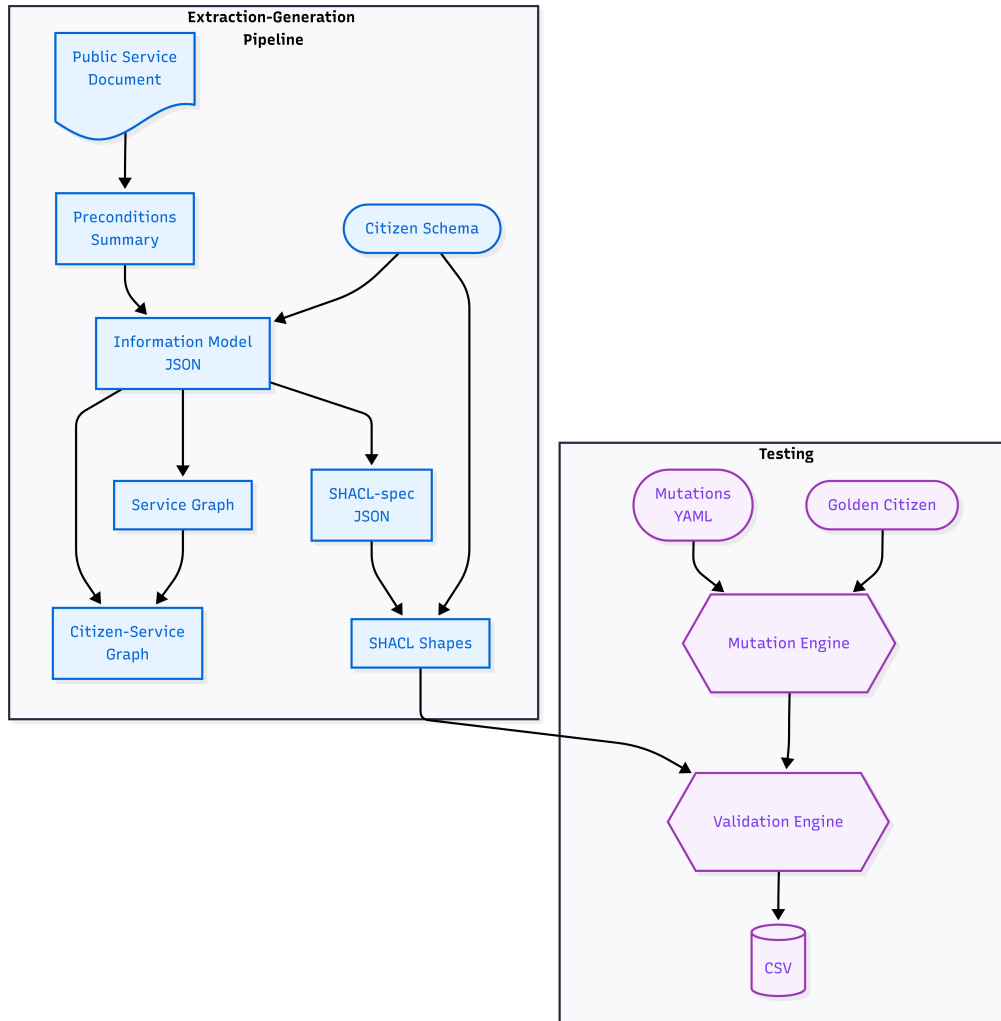 Extraction-Generation
Pipeline
Public Service
Document
Preconditions
Summary
Citizen Schema
Information Model
JSON
Service Graph
SHACL-spec
JSON
Citizen-Service
Graph
SHACL Shapes
Testing
Mutations
YAML
Golden Citizen
Mutation Engine
Validation Engine
CSV